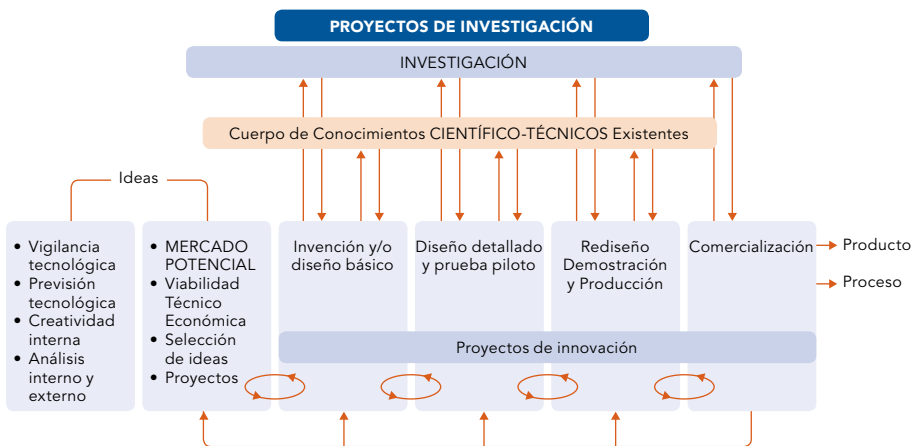 PROYECTOS DE INVESTIGACIÓN
INVESTIGACIÓN
Cuerpo de Conocimientos CIENTÍFICO-TÉCNICOS Existentes
Ideas
• Vigilancia
tecnológica
• Previsión
tecnológica
• Creatividad
interna
• Análisis
interno y
externo
• MERCADO
POTENCIAL
• Viabilidad
Técnico
Económica
• Selección
de ideas
• Proyectos
Invención y/o
diseño básico
Diseño detallado
y prueba piloto
Rediseño
Demostración
y Producción
Comercialización
Producto
Proceso
Proyectos de innovación